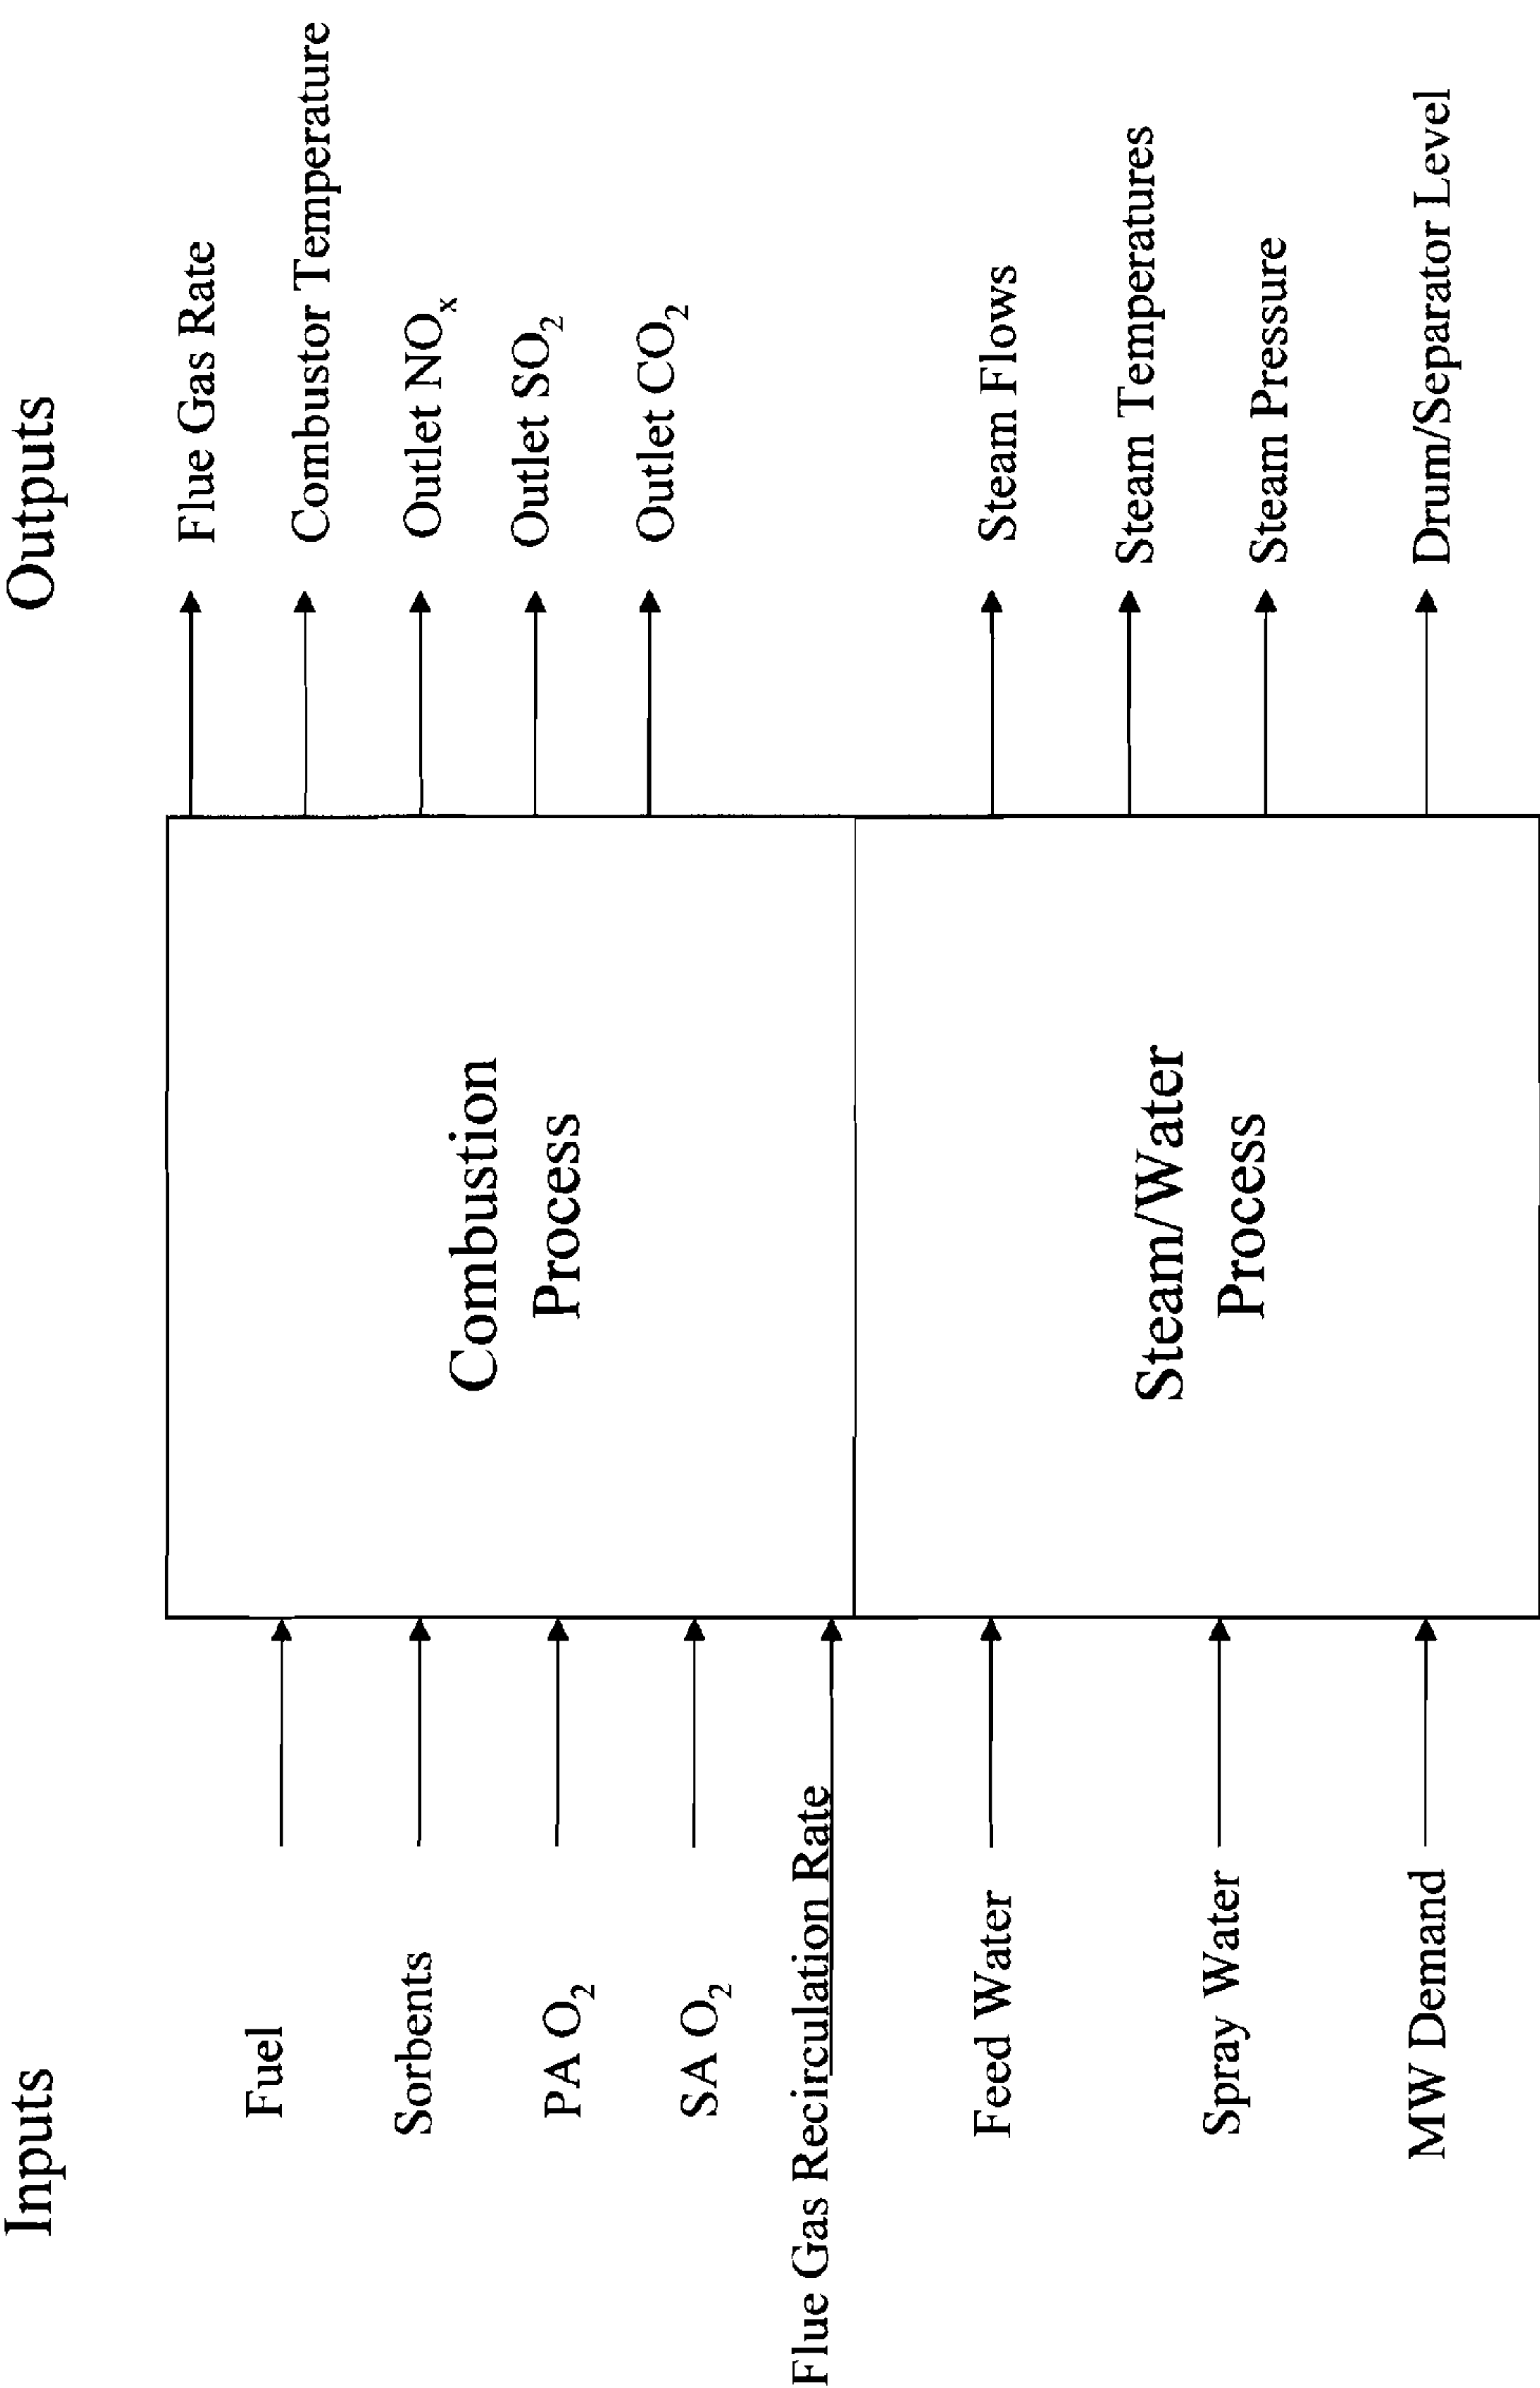 Inputs
Outputs
Fuel
Sorbents
PA O₂
SA O₂
Flue Gas Recirculation Rate
Feed Water
Spray Water
MW Demand
Combustion
Process
Steam/Water
Process
Flue Gas Rate
Combustor Temperature
Outlet NOₓ
Outlet SO₂
Outlet CO₂
Steam Flows
Steam Temperatures
Steam Pressure
Drum/Separator Level